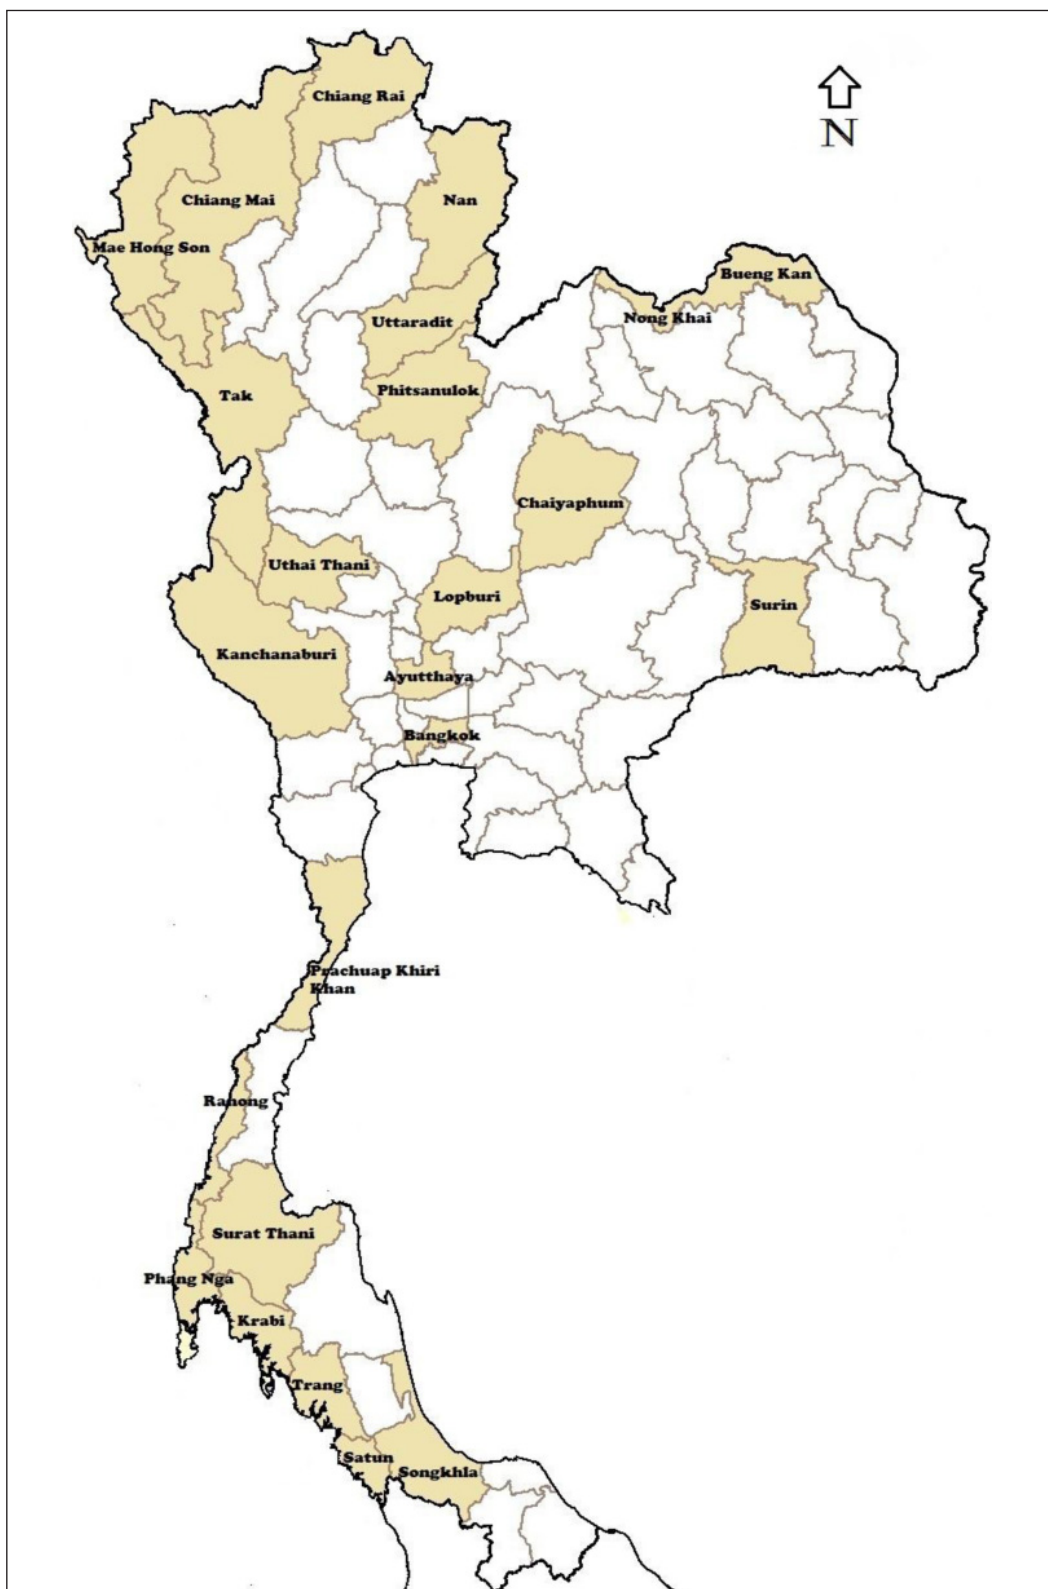 Chiang Rai
N
Chiang Mai
Nan
Mae Hong Son
Bueng Kan
Nong Khai
Uttaradit
Tak
Phitsanulok
Chaiyaphum
Uthai Thani
Lopburi
Surin
Kanchanaburi
Ayutthaya
Bangkok
Prachuap Khiri
Khan
Ranong
Surat Thani
Phang Nga
Krabi
Trang
Satun
Songkhla